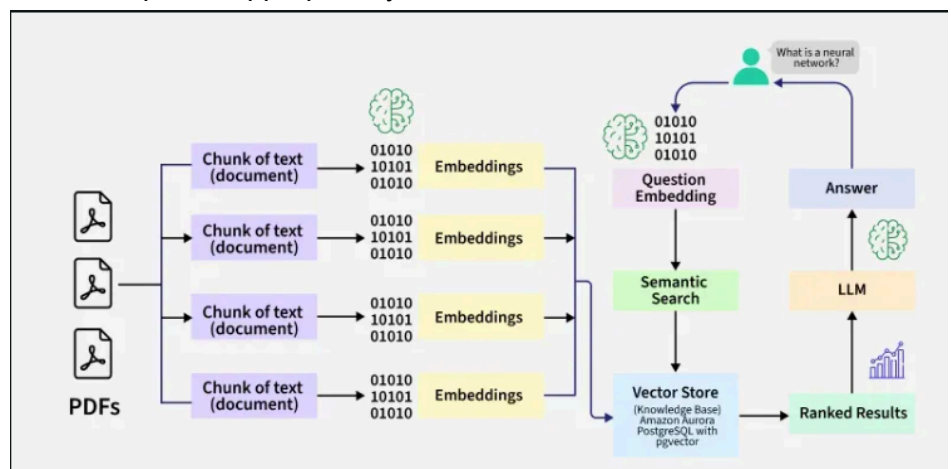 What is a neural
network?
01010
10101
01010
Chunk of text
(document)
01010
10101
01010
Embeddings
Question
Embedding
Answer
Chunk of text
(document)
01010
10101
01010
Embeddings
Semantic
Search
LLM
Chunk of text
(document)
01010
10101
01010
Embeddings
Chunk of text
(document)
01010
10101
01010
Embeddings
PDFs
Vector Store
(Knowledge Base)
Amazon Aurora
PostgreSQL with
pgvector
Ranked Results